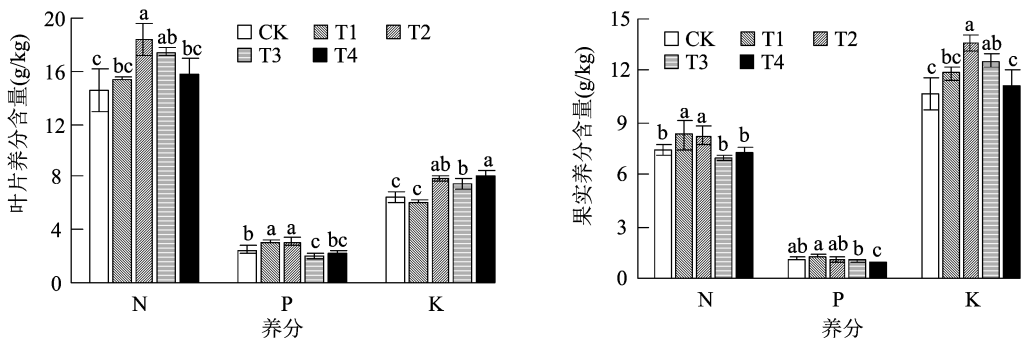 叶片养分含量(g/kg)
20
16
12
8
4
0
CK T1 T2
T3 T4
c bc a ab bc
b a a c bc
c c ab b a
N P K
养分
果实养分含量(g/kg)
15
12
9
6
3
0
CK T1 T2
T3 T4
b a a b b
ab a ab b c
c bc a ab c
N P K
养分